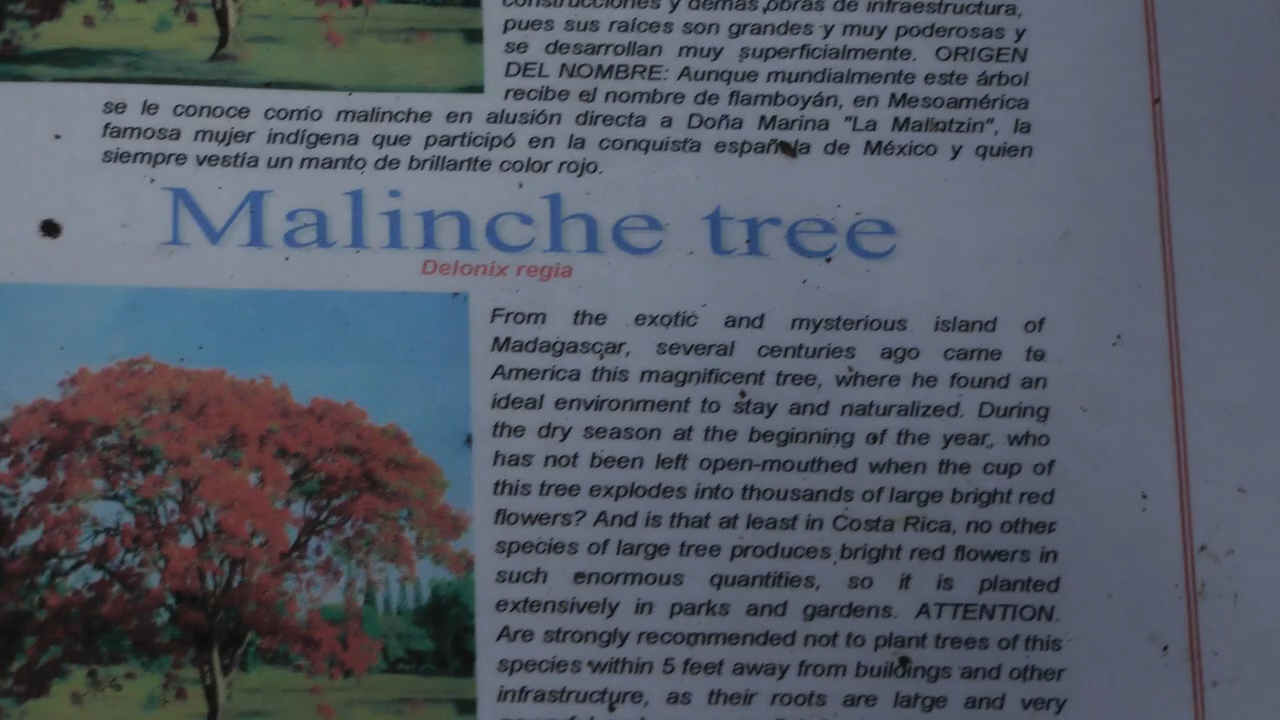 construcciones y demás obras de infraestructura,
pues sus raíces son grandes y muy poderosas y
se desarrollan muy superficialmente. ORIGEN
DEL NOMBRE: Aunque mundialmente este árbol
recibe el nombre de flamboyán, en Mesoamérica
se le conoce como malinche en alusión directa a Doña Marina "La Malintzin", la
famosa mujer indígena que participó en la conquista española de México y quien
siempre vestía un manto de brillante color rojo.
Malinche tree
Delonix regia
From the exotic and mysterious island of
Madagascar, several centuries ago came to
America this magnificent tree, where he found an
ideal environment to stay and naturalized. During
the dry season at the beginning of the year, who
has not been left open-mouthed when the cup of
this tree explodes into thousands of large bright red
flowers? And is that at least in Costa Rica, no other
species of large tree produces bright red flowers in
such enormous quantities, so it is planted
extensively in parks and gardens. ATTENTION.
Are strongly recommended not to plant trees of this
species within 5 feet away from buildings and other
infrastructure, as their roots are large and very